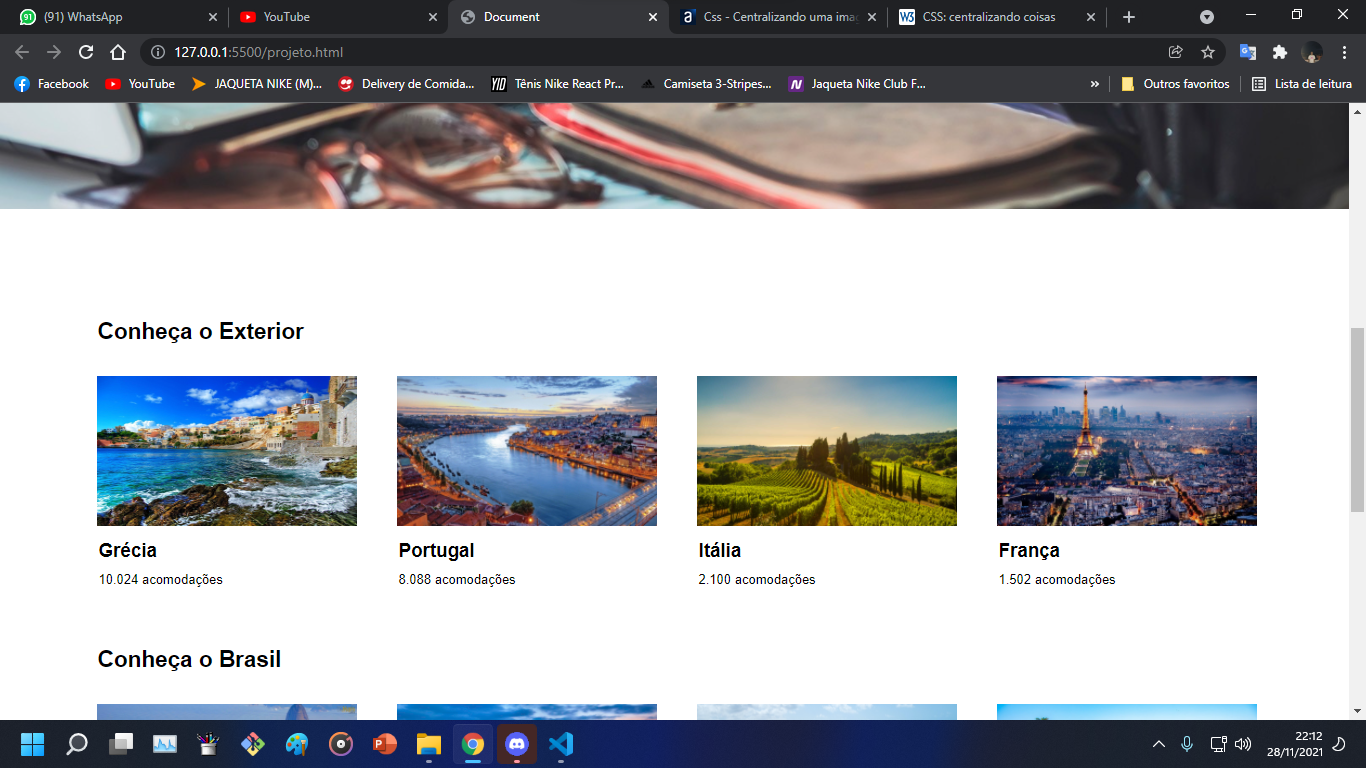 91 (91) WhatsApp YouTube Document Css - Centralizando uma imag W3 CSS: centralizando coisas
127.0.0.1:5500/projeto.html
Facebook YouTube JAQUETA NIKE (M)... Delivery de Comida... YID Tênis Nike React Pr... Camiseta 3-Stripes... N Jaqueta Nike Club F... » Outros favoritos Lista de leitura
Conheça o Exterior
Grécia Portugal Itália França
10.024 acomodações 8.088 acomodações 2.100 acomodações 1.502 acomodações
Conheça o Brasil
22:12
28/11/2021